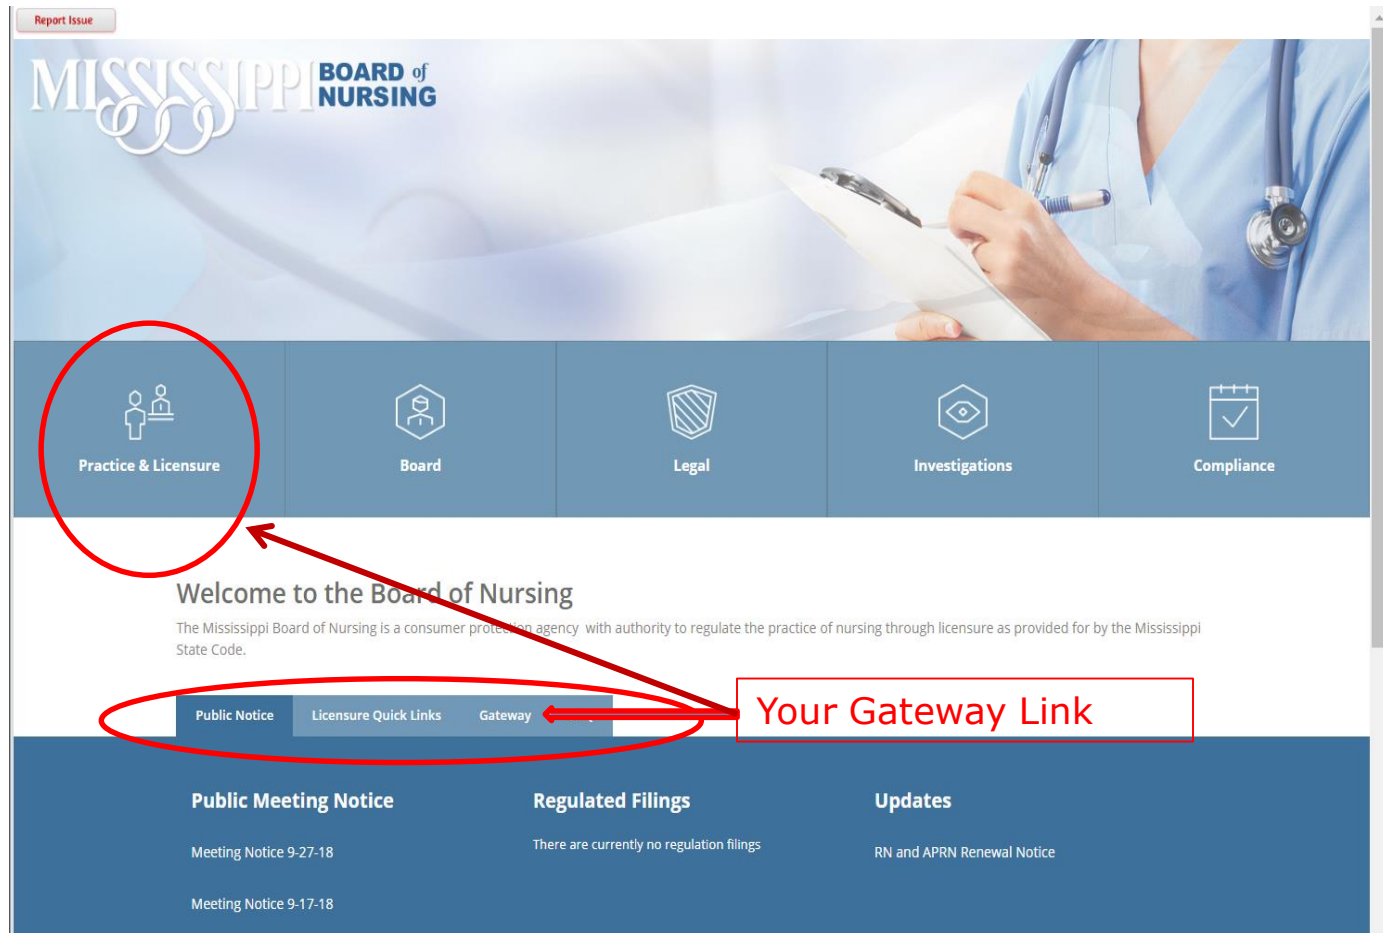 Report Issue
MISSISSIPPI BOARD of NURSING
Practice & Licensure
Board
Legal
Investigations
Compliance
Welcome to the Board of Nursing
The Mississippi Board of Nursing is a consumer protection agency with authority to regulate the practice of nursing through licensure as provided for by the Mississippi
State Code.
Public Notice
Licensure Quick Links
Gateway
Your Gateway Link
Public Meeting Notice
Regulated Filings
Updates
Meeting Notice 9-27-18
There are currently no regulation filings
RN and APRN Renewal Notice
Meeting Notice 9-17-18